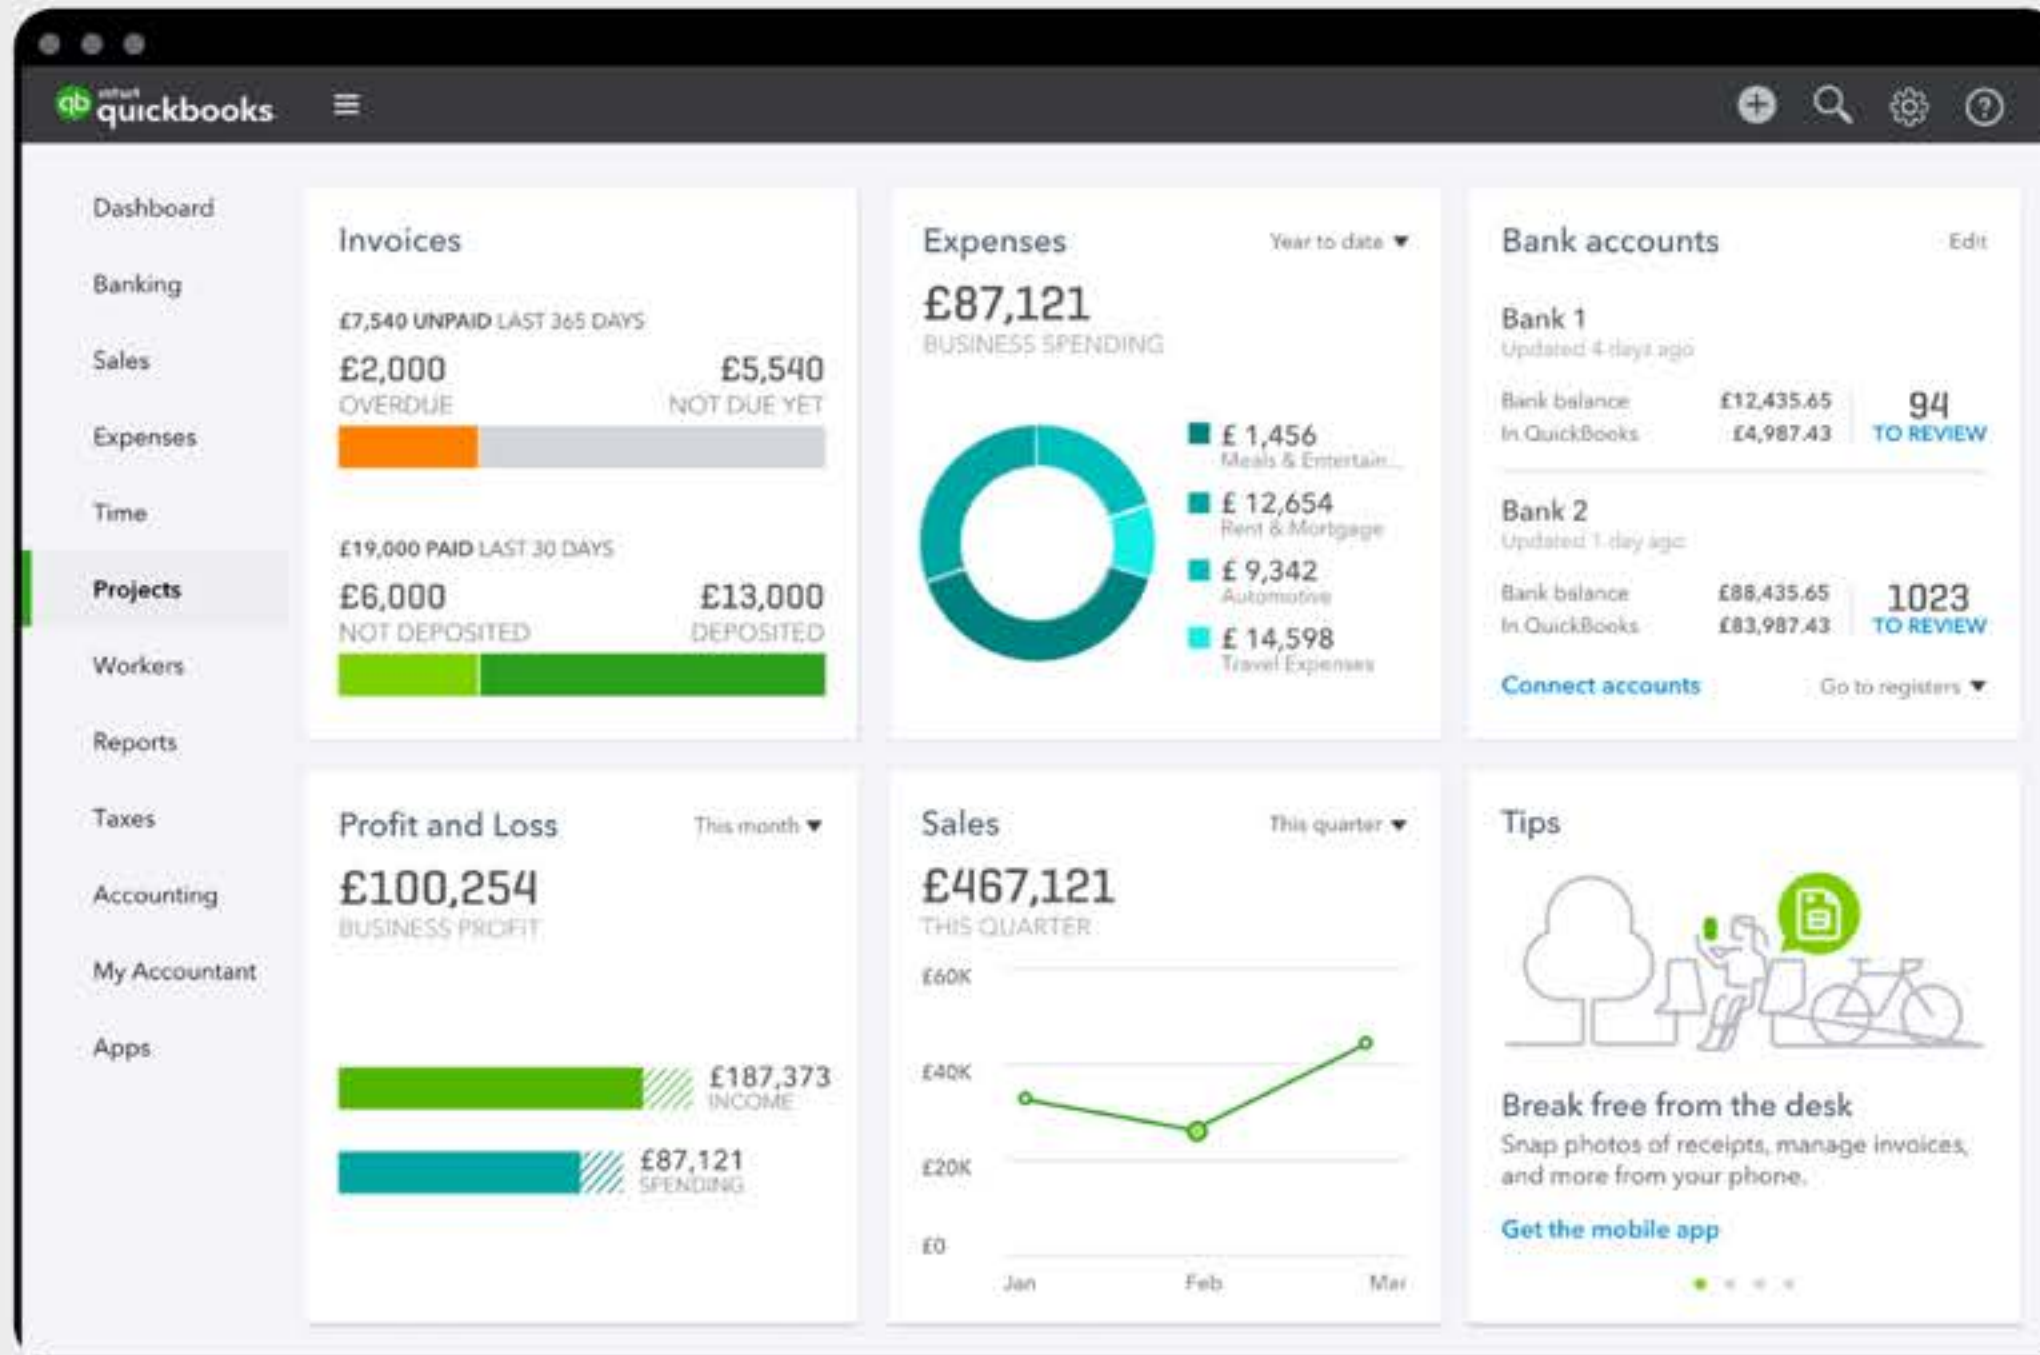 intuit
quickbooks
Dashboard
Banking
Sales
Expenses
Time
Projects
Workers
Reports
Taxes
Accounting
My Accountant
Apps
Invoices
£7,540 UNPAID LAST 365 DAYS
£2,000 £5,540
OVERDUE NOT DUE YET
£19,000 PAID LAST 30 DAYS
£6,000 £13,000
NOT DEPOSITED DEPOSITED
Expenses Year to date
£87,121
BUSINESS SPENDING
£ 1,456
Meals & Entertain...
£ 12,654
Rent & Mortgage
£ 9,342
Automotive
£ 14,598
Travel Expenses
Bank accounts Edit
Bank 1
Updated 4 days ago
Bank balance £12,435.65 94
In QuickBooks £4,987.43 TO REVIEW
Bank 2
Updated 1 day ago
Bank balance £88,435.65 1023
In QuickBooks £83,987.43 TO REVIEW
Connect accounts Go to registers
Profit and Loss This month
£100,254
BUSINESS PROFIT
£187,373
INCOME
£87,121
SPENDING
Sales This quarter
£467,121
THIS QUARTER
£60K
£40K
£20K
£0
Jan Feb Mar
Tips
Break free from the desk
Snap photos of receipts, manage invoices,
and more from your phone.
Get the mobile app